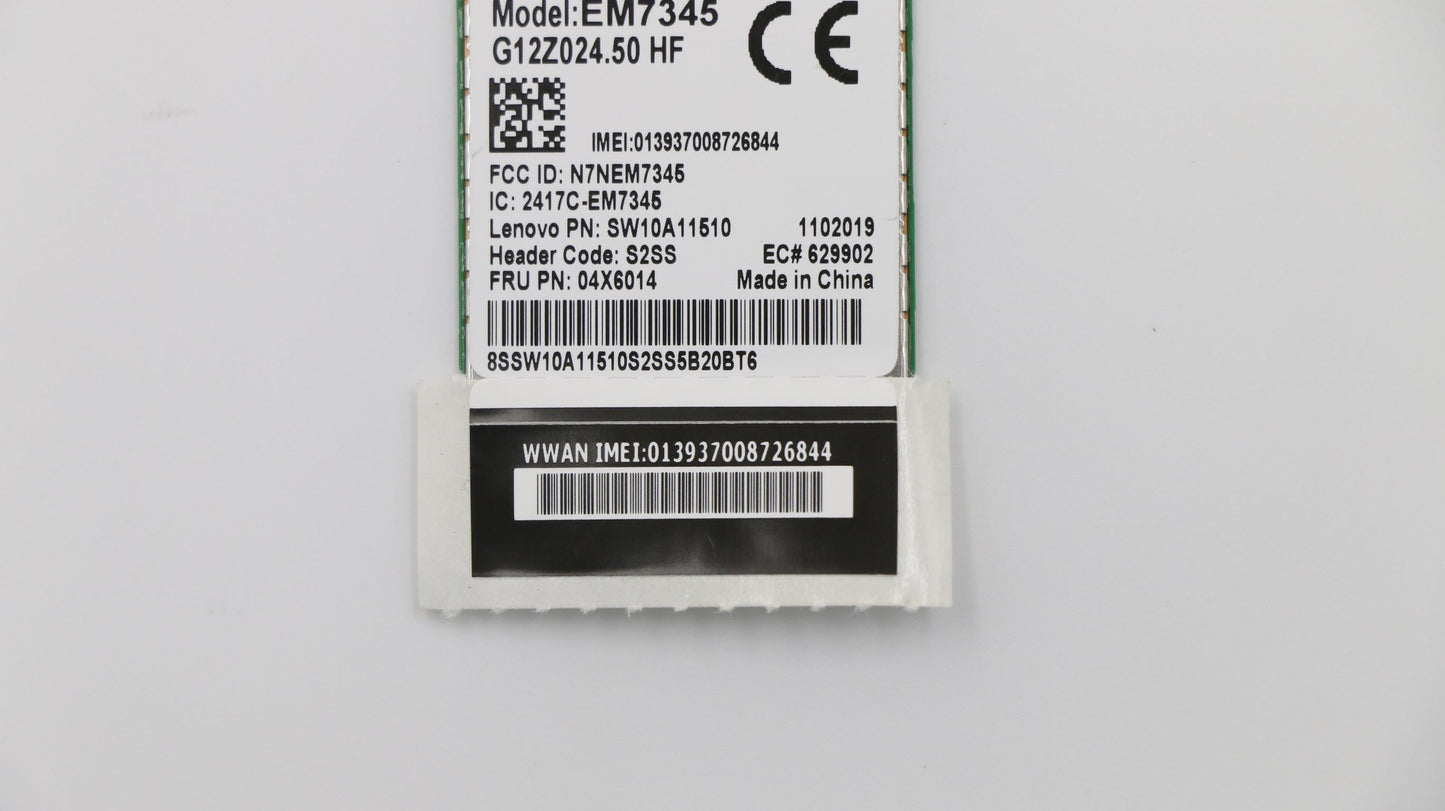 Model:EM7345
G12Z024.50 HF
CE
IMEI:013937008726844
FCC ID: N7NEM7345
IC: 2417C-EM7345
Lenovo PN: SW10A11510 1102019
Header Code: S2SS EC# 629902
FRU PN: 04X6014 Made in China
8SSW10A11510S2SS5B20BT6
WWAN IMEI:013937008726844